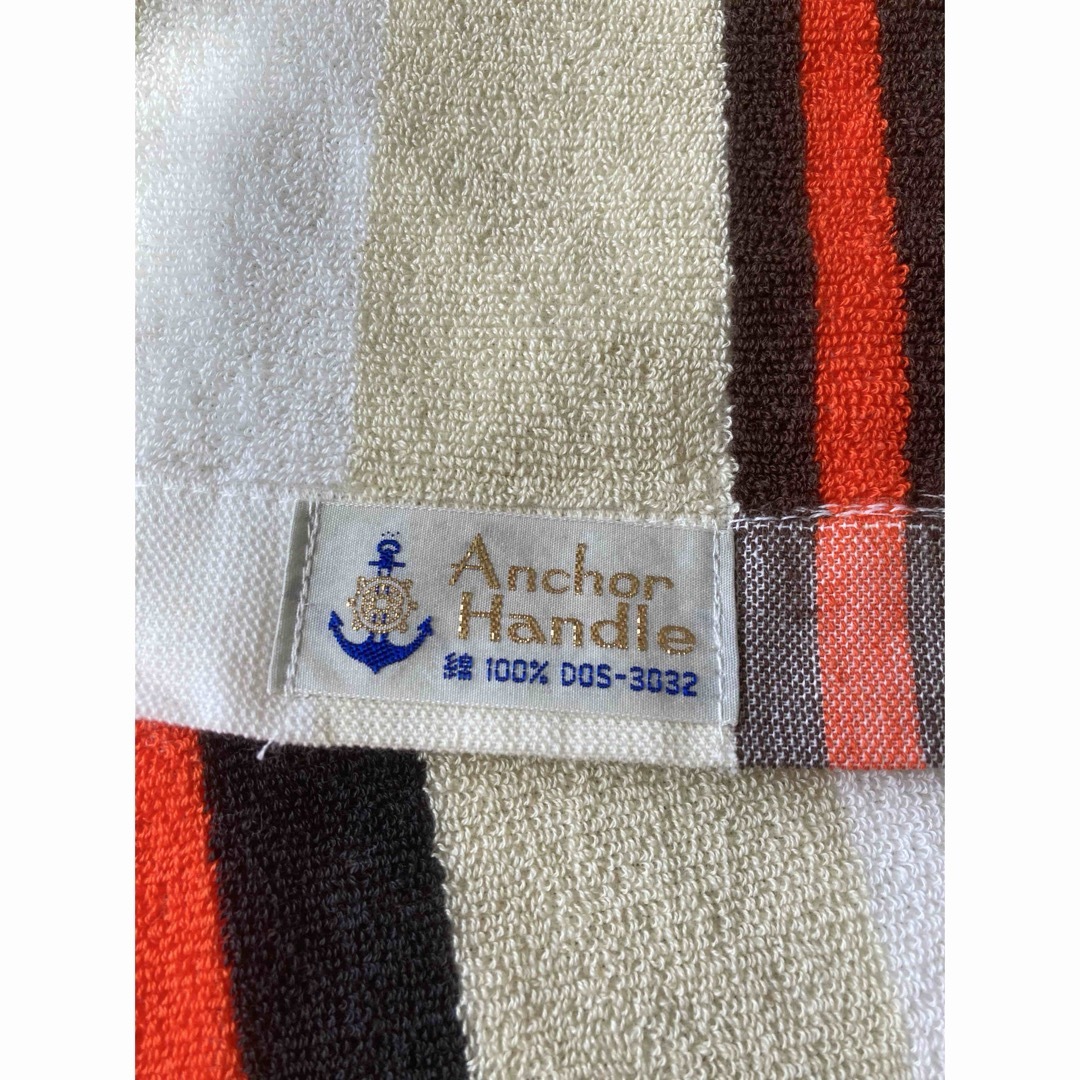 Anchor
Handle
綿 100% DOS-3032